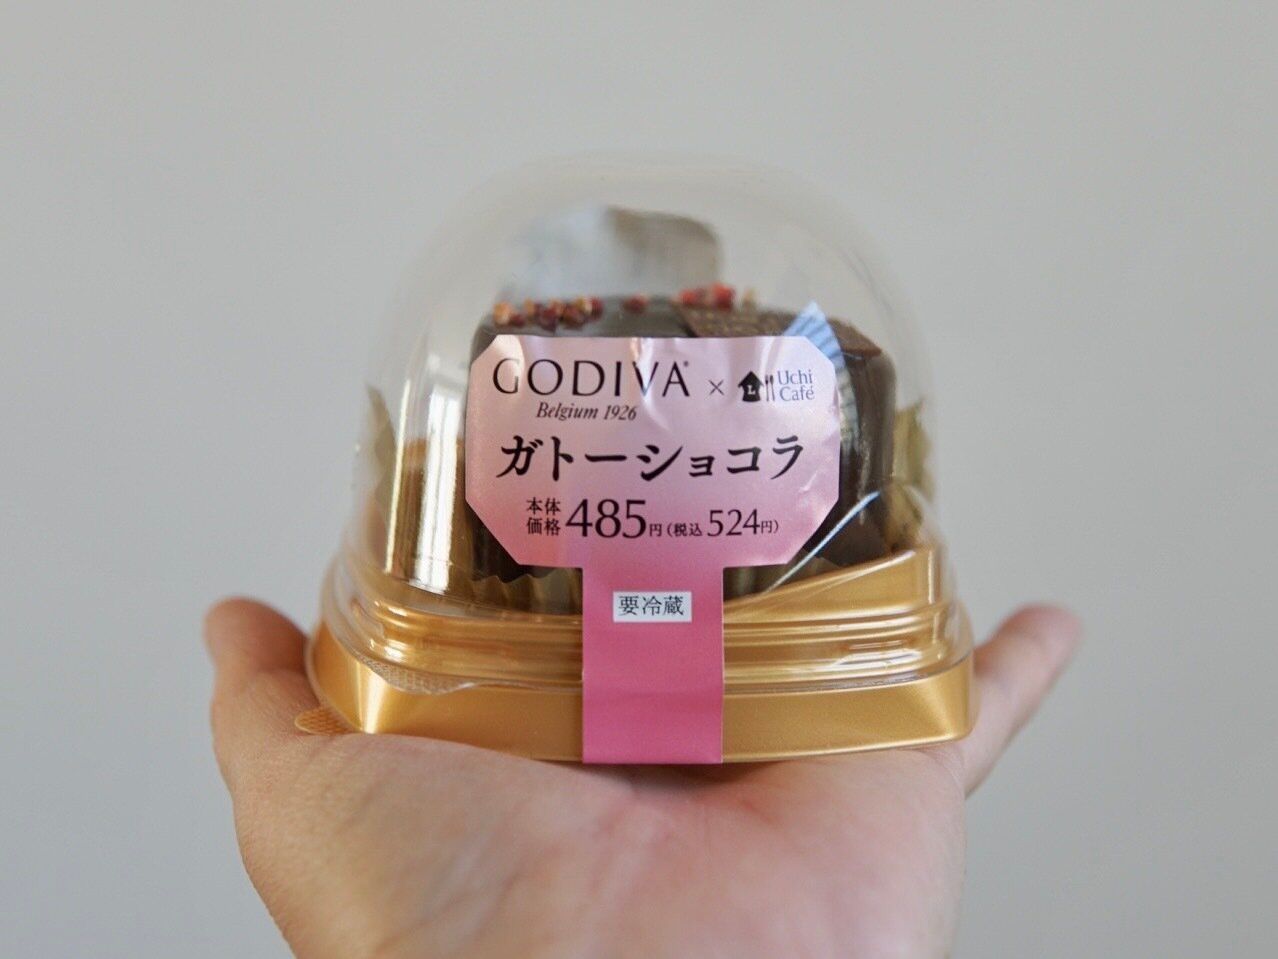 GODIVA® × L Uchi Café
Belgium 1926
ガトーショコラ
本体価格 485円(税込 524円)
要冷蔵